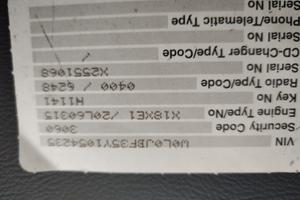 VIN W0L0JBF35Y1054235
Security Code 3060
Engine Type/No X18XE1 /20L60315
Key No H1141
Radio Type/Code 0400 / 6248
Serial No X2551068
CD-Changer Type/Code /
Serial No
Phone/Telematic Type
Serial No